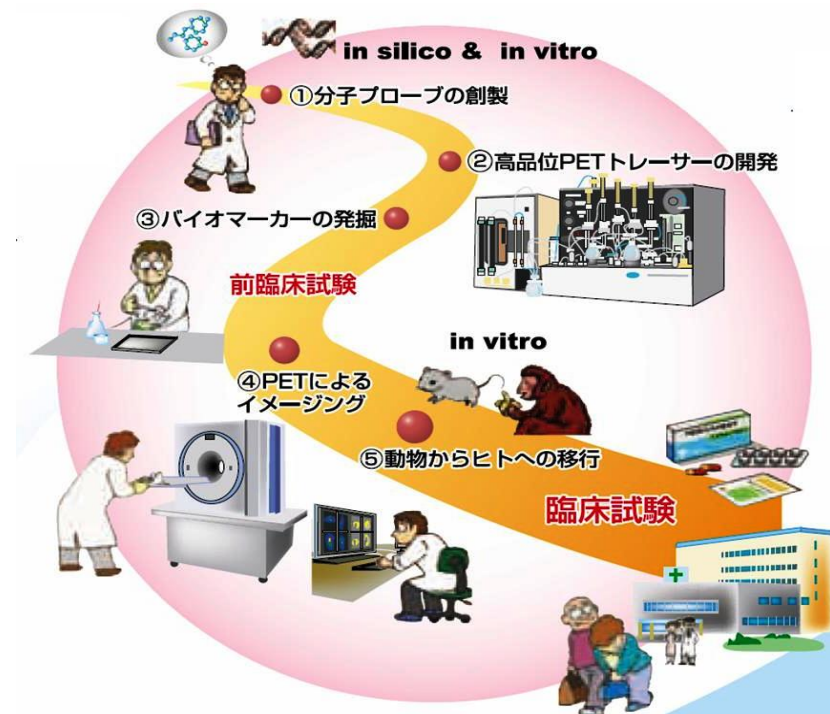 in silico & in vitro
①分子プローブの創製
②高品位PETトレーサーの開発
③バイオマーカーの発掘
前臨床試験
in vitro
④PETによる
イメージング
⑤動物からヒトへの移行
臨床試験